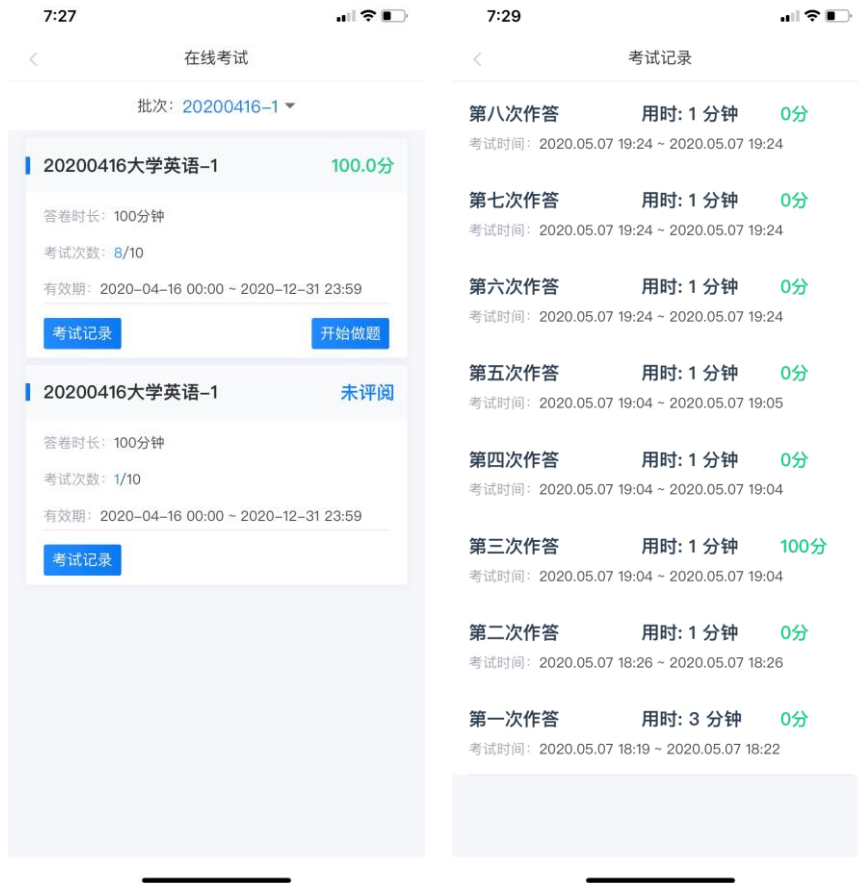 7:27
在线考试
批次：20200416-1
20200416大学英语-1 100.0分
答卷时长：100分钟
考试次数：8/10
有效期：2020-04-16 00:00 ~ 2020-12-31 23:59
考试记录 开始做题
20200416大学英语-1 未评阅
答卷时长：100分钟
考试次数：1/10
有效期：2020-04-16 00:00 ~ 2020-12-31 23:59
考试记录
7:29
考试记录
第八次作答 用时: 1 分钟 0分
考试时间：2020.05.07 19:24 ~ 2020.05.07 19:24
第七次作答 用时: 1 分钟 0分
考试时间：2020.05.07 19:24 ~ 2020.05.07 19:24
第六次作答 用时: 1 分钟 0分
考试时间：2020.05.07 19:24 ~ 2020.05.07 19:24
第五次作答 用时: 1 分钟 0分
考试时间：2020.05.07 19:04 ~ 2020.05.07 19:05
第四次作答 用时: 1 分钟 0分
考试时间：2020.05.07 19:04 ~ 2020.05.07 19:04
第三次作答 用时: 1 分钟 100分
考试时间：2020.05.07 19:04 ~ 2020.05.07 19:04
第二次作答 用时: 1 分钟 0分
考试时间：2020.05.07 18:26 ~ 2020.05.07 18:26
第一次作答 用时: 3 分钟 0分
考试时间：2020.05.07 18:19 ~ 2020.05.07 18:22